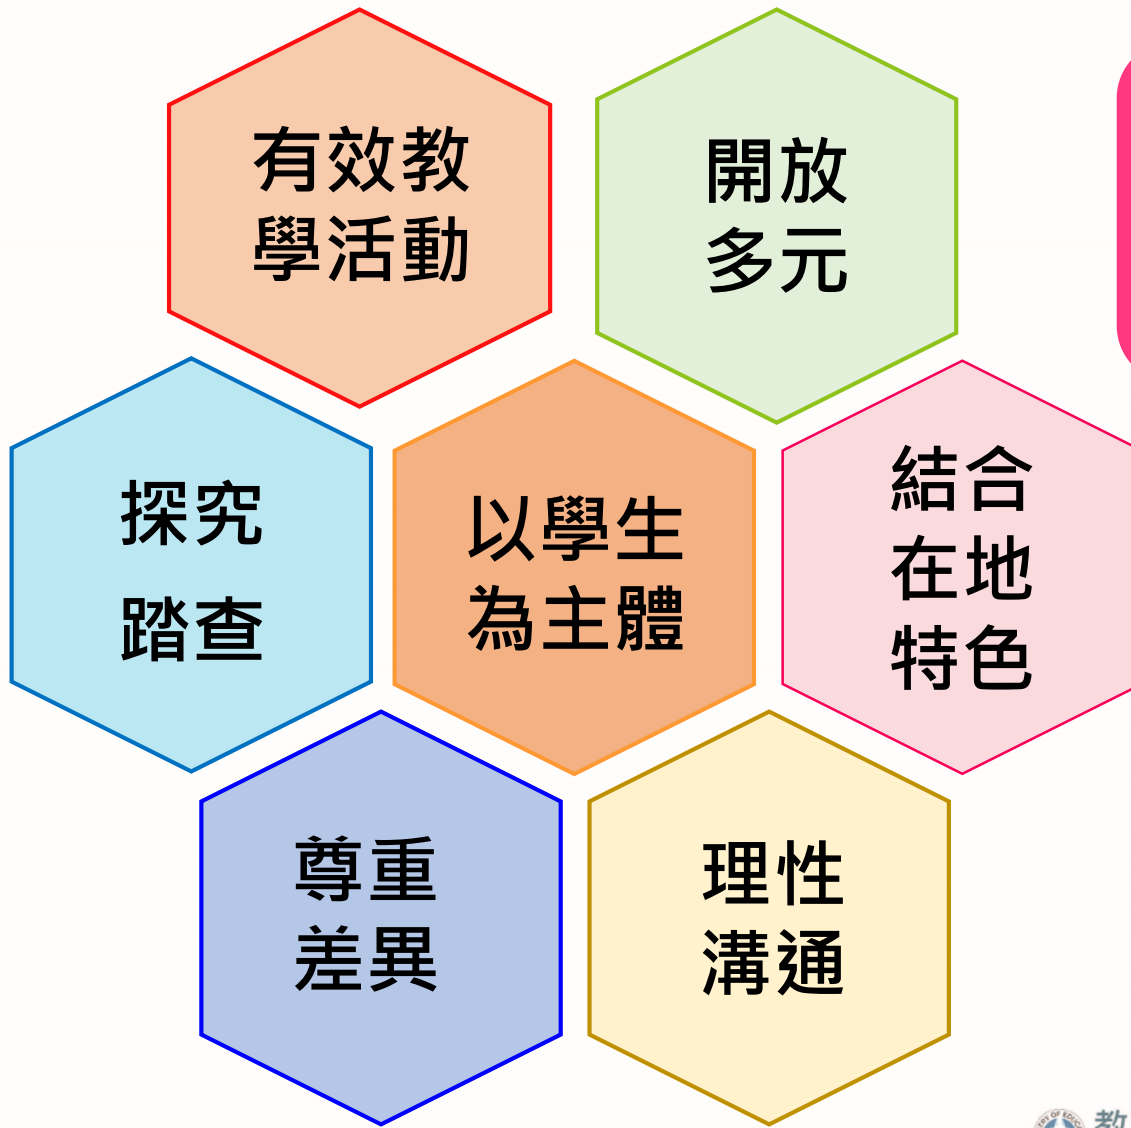 有效教
學活動
開放
多元
探究
踏查
以學生
為主體
結合
在地
特色
尊重
差異
理性
溝通
教